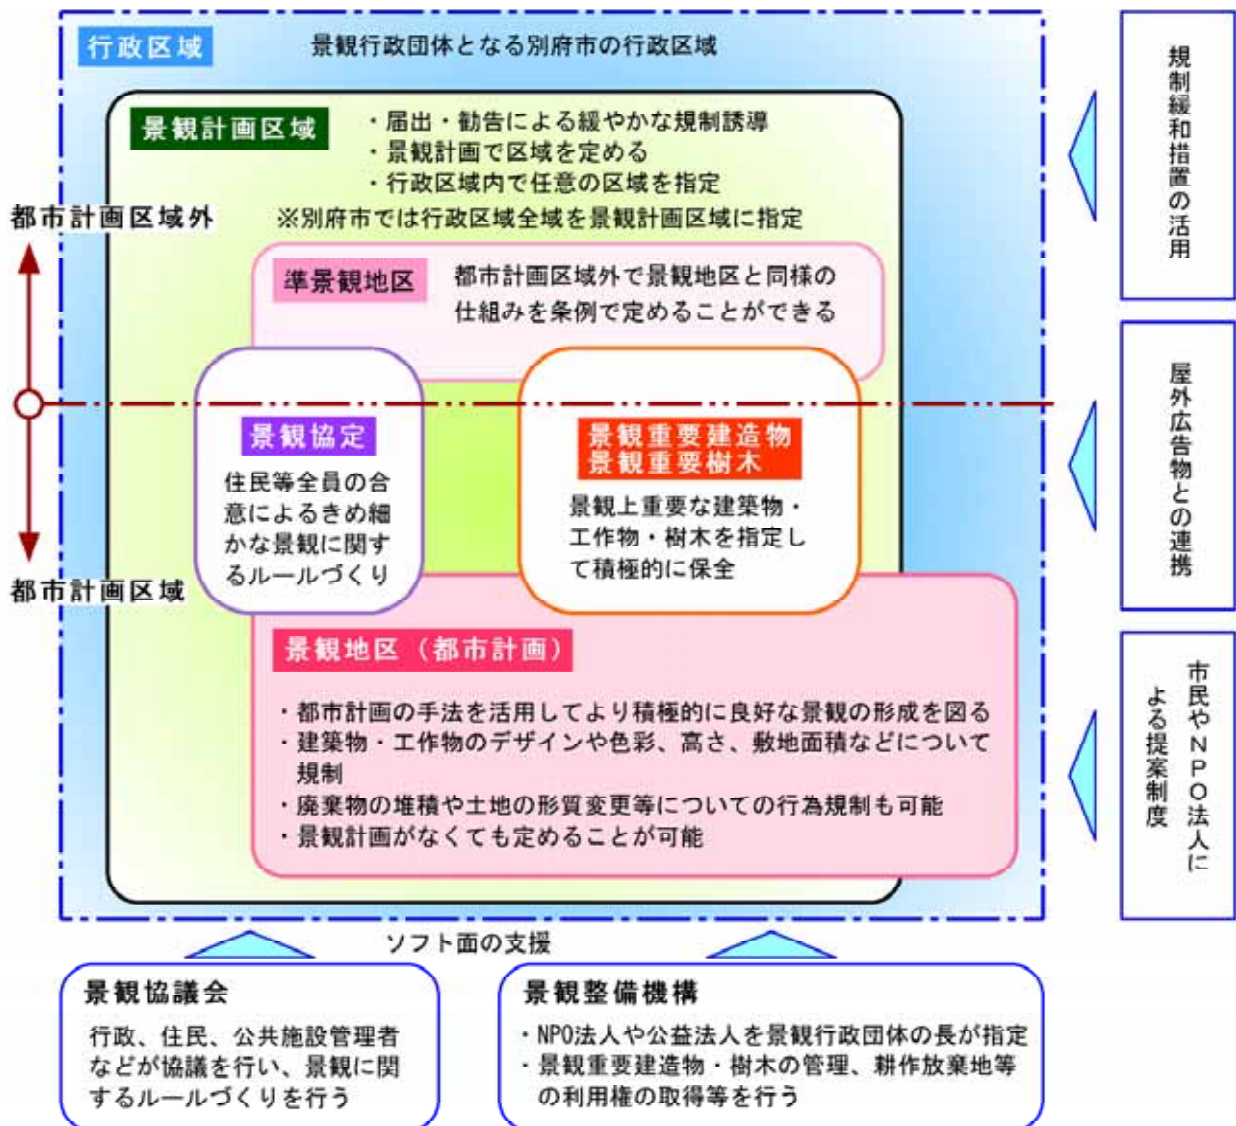 行政区域
景観行政団体となる別府市の行政区域
景観計画区域
・届出・勧告による緩やかな規制誘導
・景観計画で区域を定める
・行政区域内で任意の区域を指定
※別府市では行政区域全域を景観計画区域に指定
都市計画区域外
準景観地区
都市計画区域外で景観地区と同様の
仕組みを条例で定めることができる
景観協定
住民等全員の合
意によるきめ細
かな景観に関す
るルールづくり
景観重要建造物
景観重要樹木
景観上重要な建築物・
工作物・樹木を指定し
て積極的に保全
都市計画区域
景観地区（都市計画）
・都市計画の手法を活用してより積極的に良好な景観の形成を図る
・建築物・工作物のデザインや色彩、高さ、敷地面積などについて
規制
・廃棄物の堆積や土地の形質変更等についての行為規制も可能
・景観計画がなくても定めることが可能
規制緩和措置の活用
屋外広告物との連携
市民やNPO法人に
よる提案制度
ソフト面の支援
景観協議会
行政、住民、公共施設管理者
などが協議を行い、景観に関
するルールづくりを行う
景観整備機構
・NPO法人や公益法人を景観行政団体の長が指定
・景観重要建造物・樹木の管理、耕作放棄地等
の利用権の取得等を行う